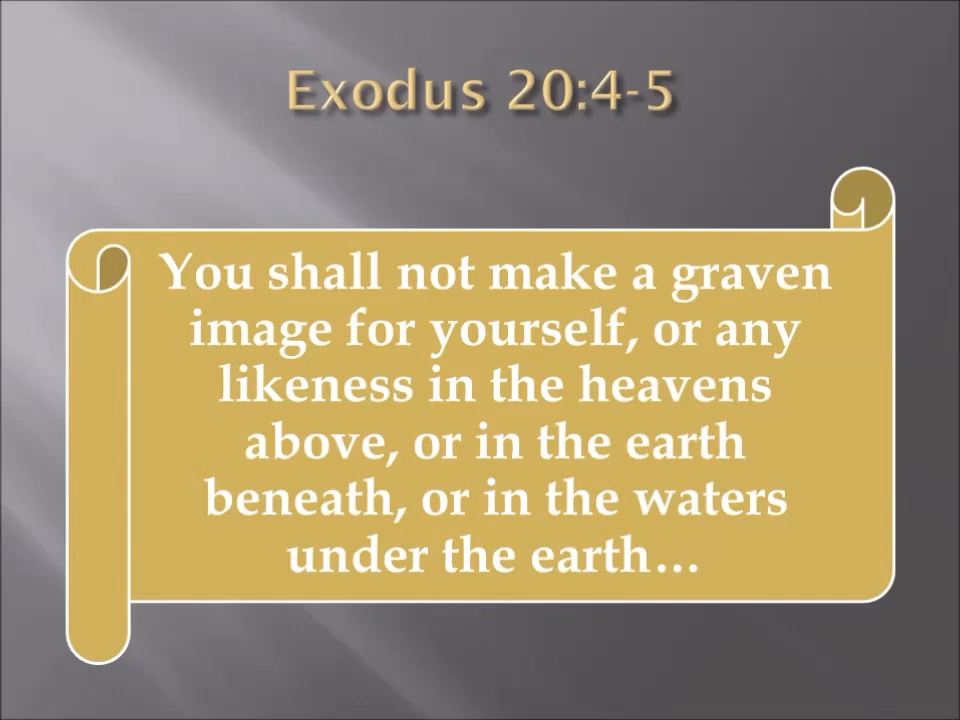 Exodus 20:4-5
You shall not make a graven
image for yourself, or any
likeness in the heavens
above, or in the earth
beneath, or in the waters
under the earth…